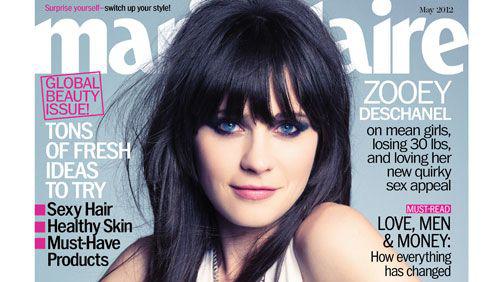 Surprise yourself–switch up your style!
May 2012
marie claire
GLOBAL
BEAUTY
ISSUE!
TONS
OF FRESH
IDEAS
TO TRY
Sexy Hair
Healthy Skin
Must-Have
Products
ZOOEY
DESCHANEL
on mean girls,
losing 30 lbs,
and loving her
new quirky
sex appeal
MUST-READ
LOVE, MEN
& MONEY:
How everything
has changed